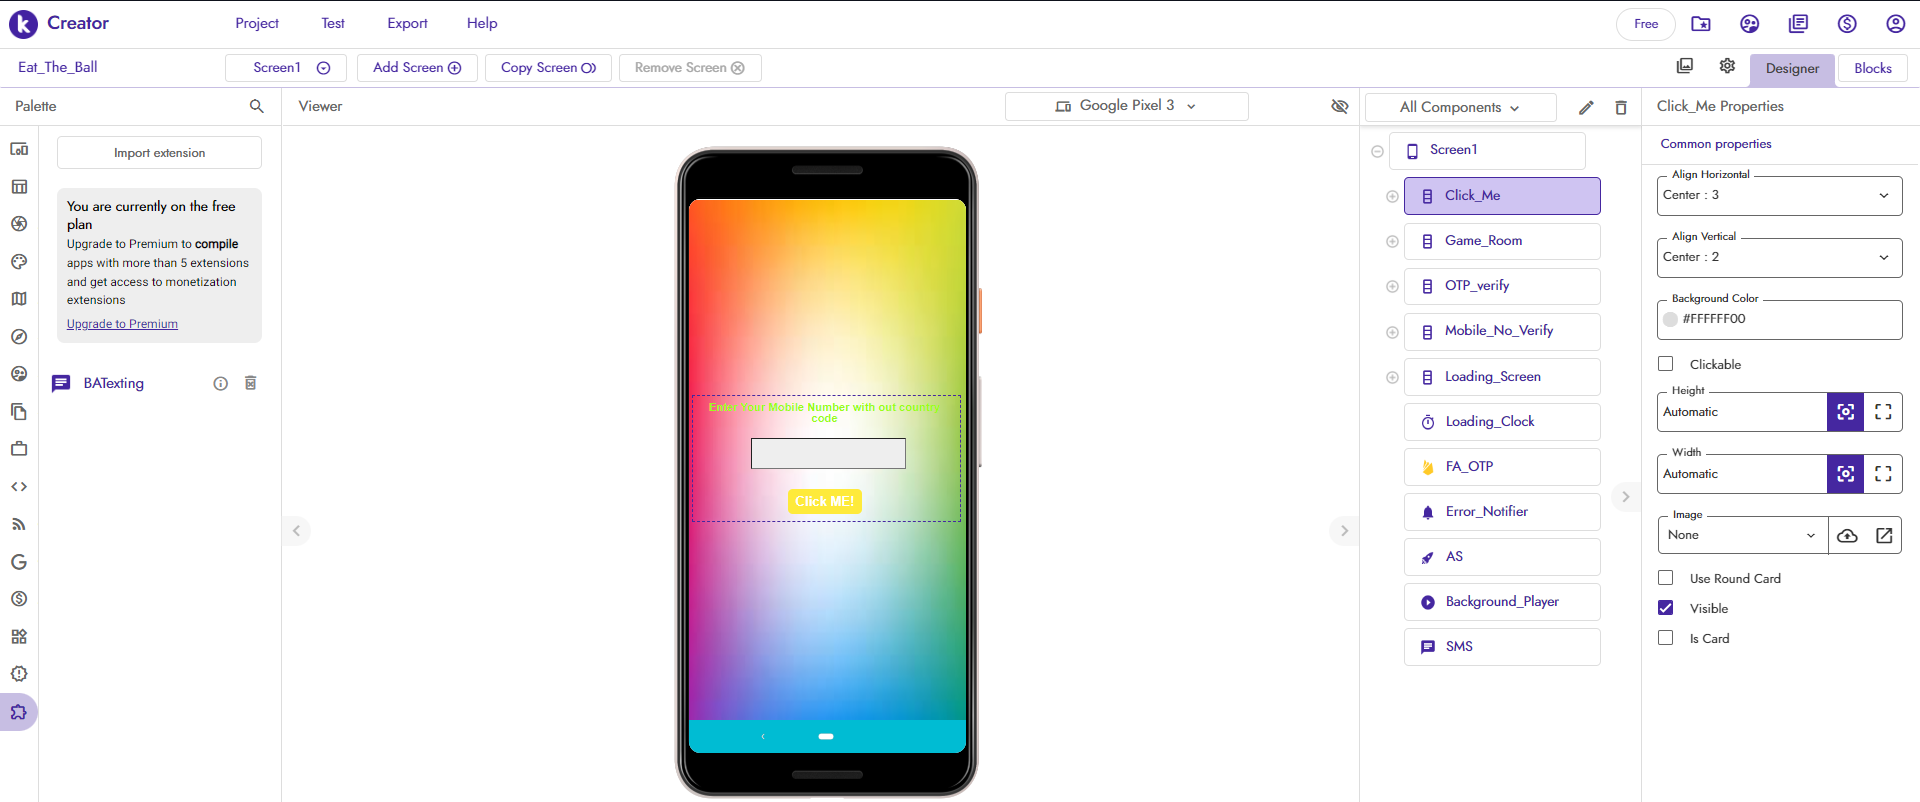 Creator
Project
Test
Export
Help
Free
Eat_The_Ball
Screen1
Add Screen
Copy Screen
Remove Screen
Designer
Blocks
Palette
Viewer
Google Pixel 3
All Components
Click_Me Properties
Import extension
You are currently on the free
plan
Upgrade to Premium to compile
apps with more than 5 extensions
and get access to monetization
extensions
Upgrade to Premium
BATexting
Enter Your Mobile Number with out country
code
Click ME!
Screen1
Click_Me
Game_Room
OTP_verify
Mobile_No_Verify
Loading_Screen
Loading_Clock
FA_OTP
Error_Notifier
AS
Background_Player
SMS
Common properties
Align Horizontal
Center : 3
Align Vertical
Center : 2
Background Color
#FFFFFF00
Clickable
Height
Automatic
Width
Automatic
Image
None
Use Round Card
Visible
Is Card